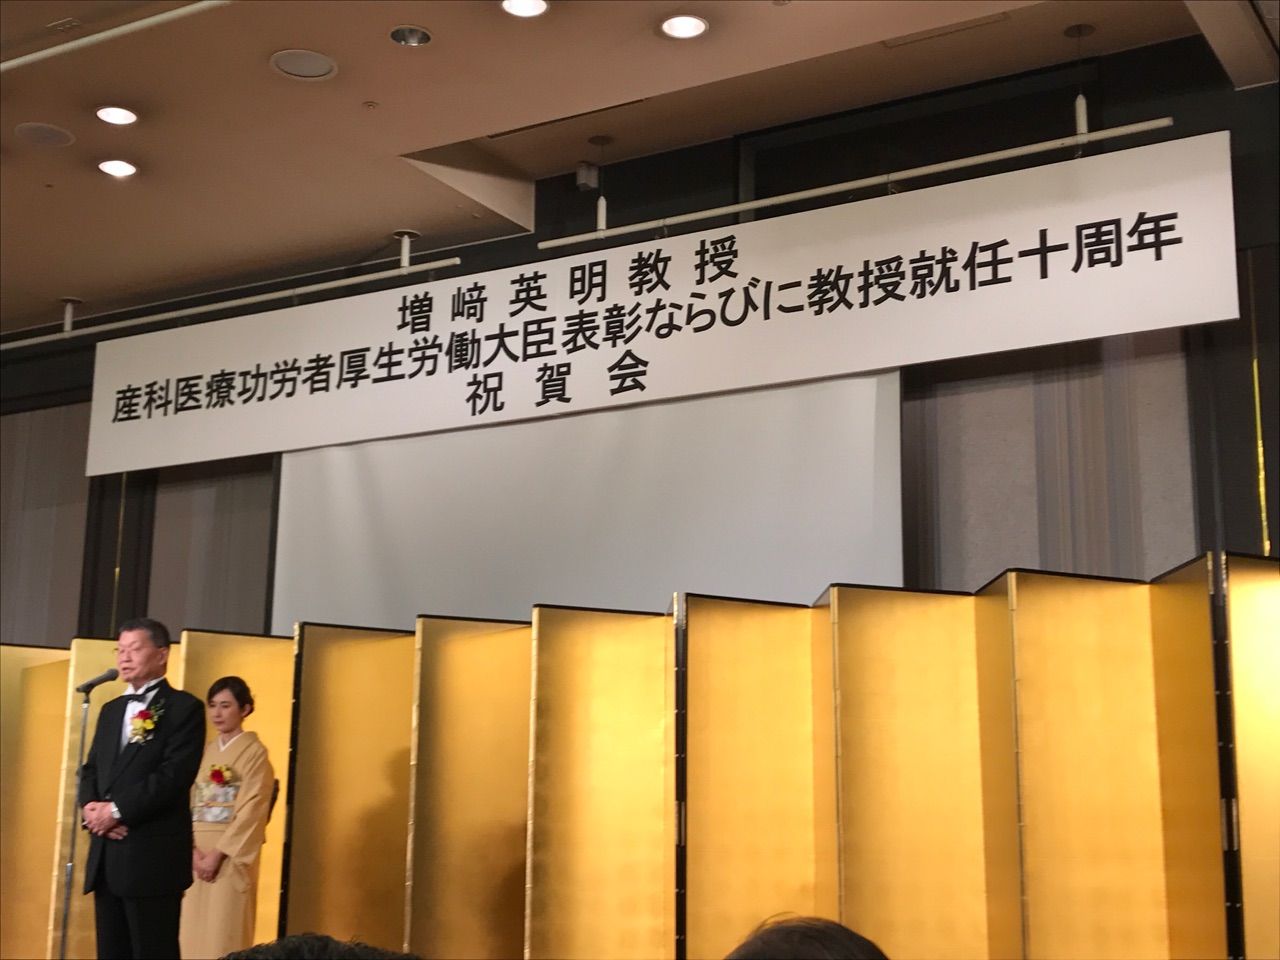 増﨑英明教授
産科医療功労者厚生労働大臣表彰ならびに教授就任十周年
祝賀会